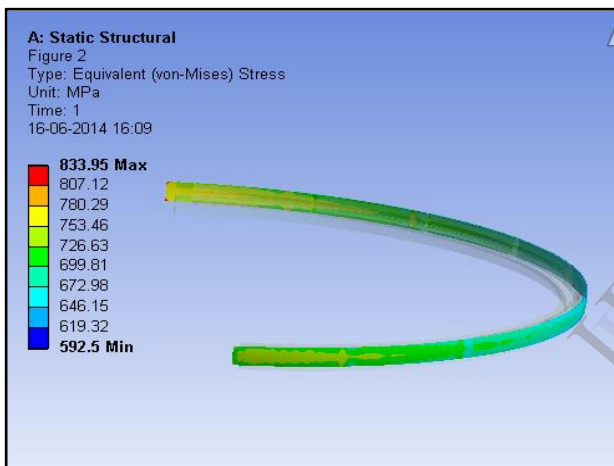 A: Static Structural
Figure 2
Type: Equivalent (von-Mises) Stress
Unit: MPa
Time: 1
16-06-2014 16:09
833.95 Max
807.12
780.29
753.46
726.63
699.81
672.98
646.15
619.32
592.5 Min